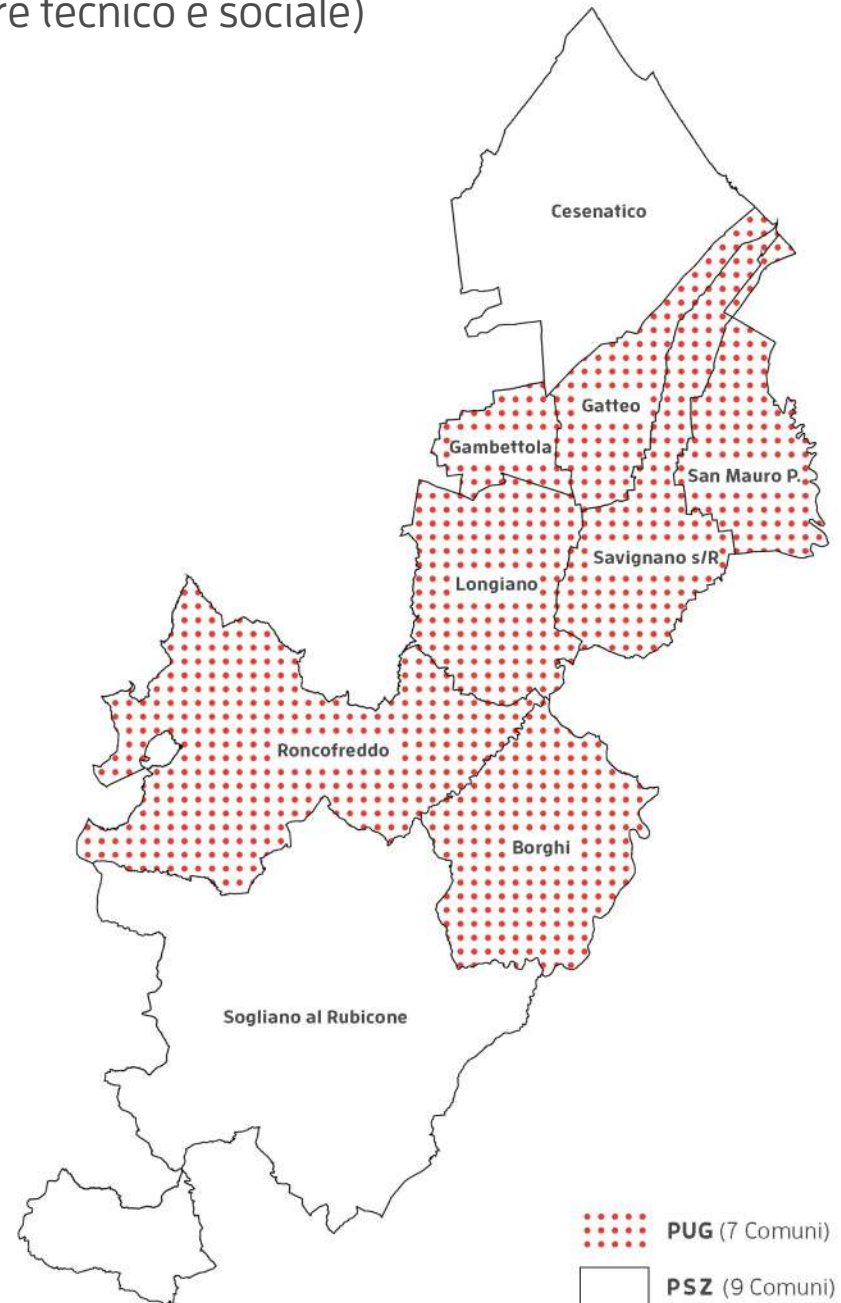 re tecnico e sociale)
Cesenatico
Gatteo
Gambettola
San Mauro P.
Savignano s/R
Longiano
Roncofreddo
Borghi
Sogliano al Rubicone
PUG (7 Comuni)
PSZ (9 Comuni)